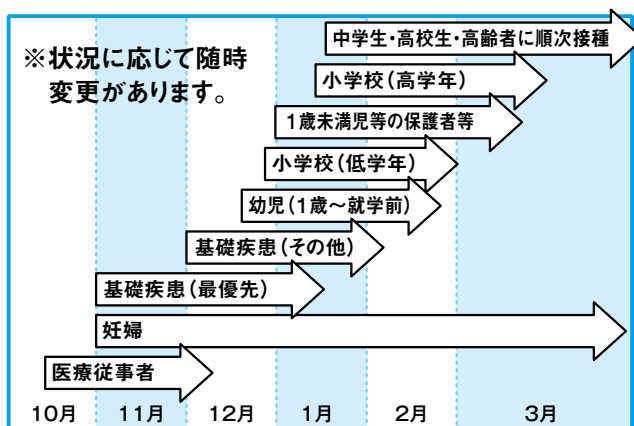 ※状況に応じて随時
変更があります。
中学生・高校生・高齢者に順次接種
小学校（高学年）
1歳未満児等の保護者等
小学校（低学年）
幼児（1歳～就学前）
基礎疾患（その他）
基礎疾患（最優先）
妊婦
医療従事者
10月 11月 12月 1月 2月 3月